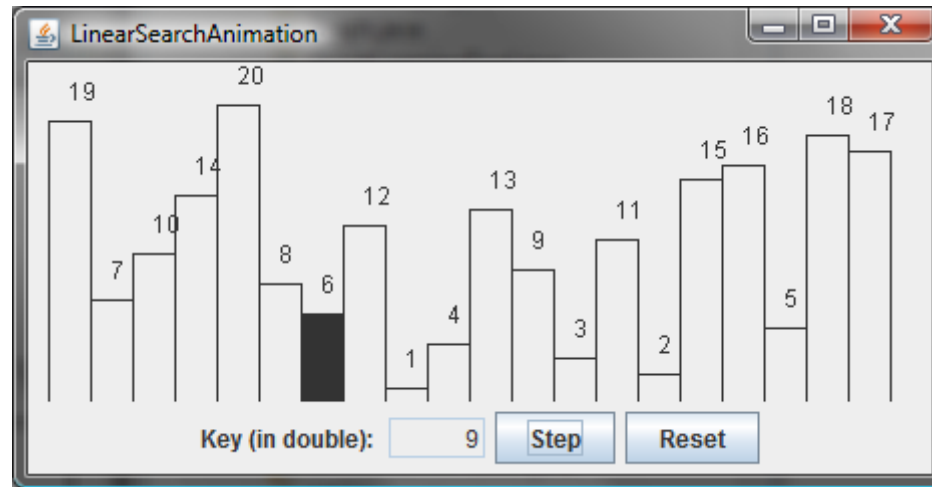 LinearSearchAnimation
19 7 10 14 20 8 6 12 1 4 13 9 3 11 2 15 16 5 18 17
Key (in double): 9 Step Reset